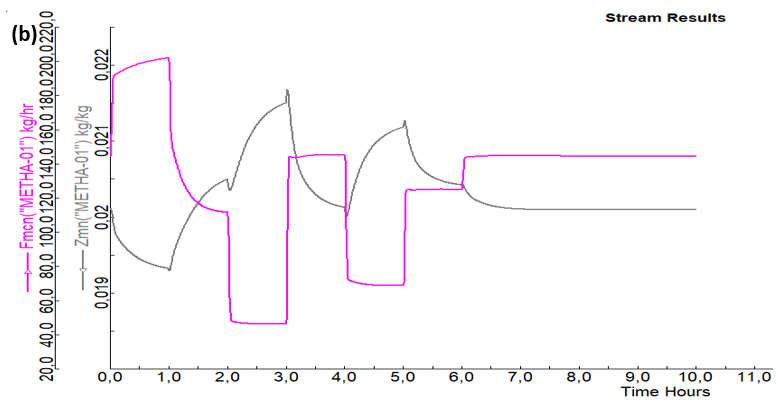 Stream Results
(b)
Fmcn("METHA-01") kg/hr
220,0
200,0
180,0
160,0
140,0
120,0
100,0
80,0
60,0
40,0
20,0
Zmn("METHA-01") kg/kg
0,022
0,021
0,02
0,019
0,0 1,0 2,0 3,0 4,0 5,0 6,0 7,0 8,0 9,0 10,0 11,0
Time Hours